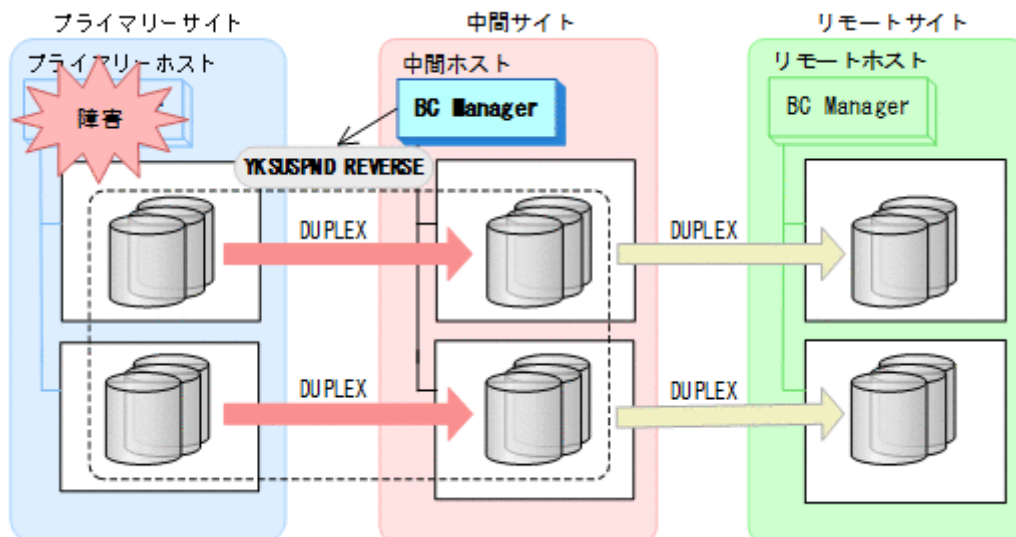 プライマリーサイト
中間サイト
リモートサイト
プライマリーホスト
中間ホスト
リモートホスト
障害
BC Manager
BC Manager
YKSUSPND REVERSE
DUPLEX
DUPLEX
DUPLEX
DUPLEX